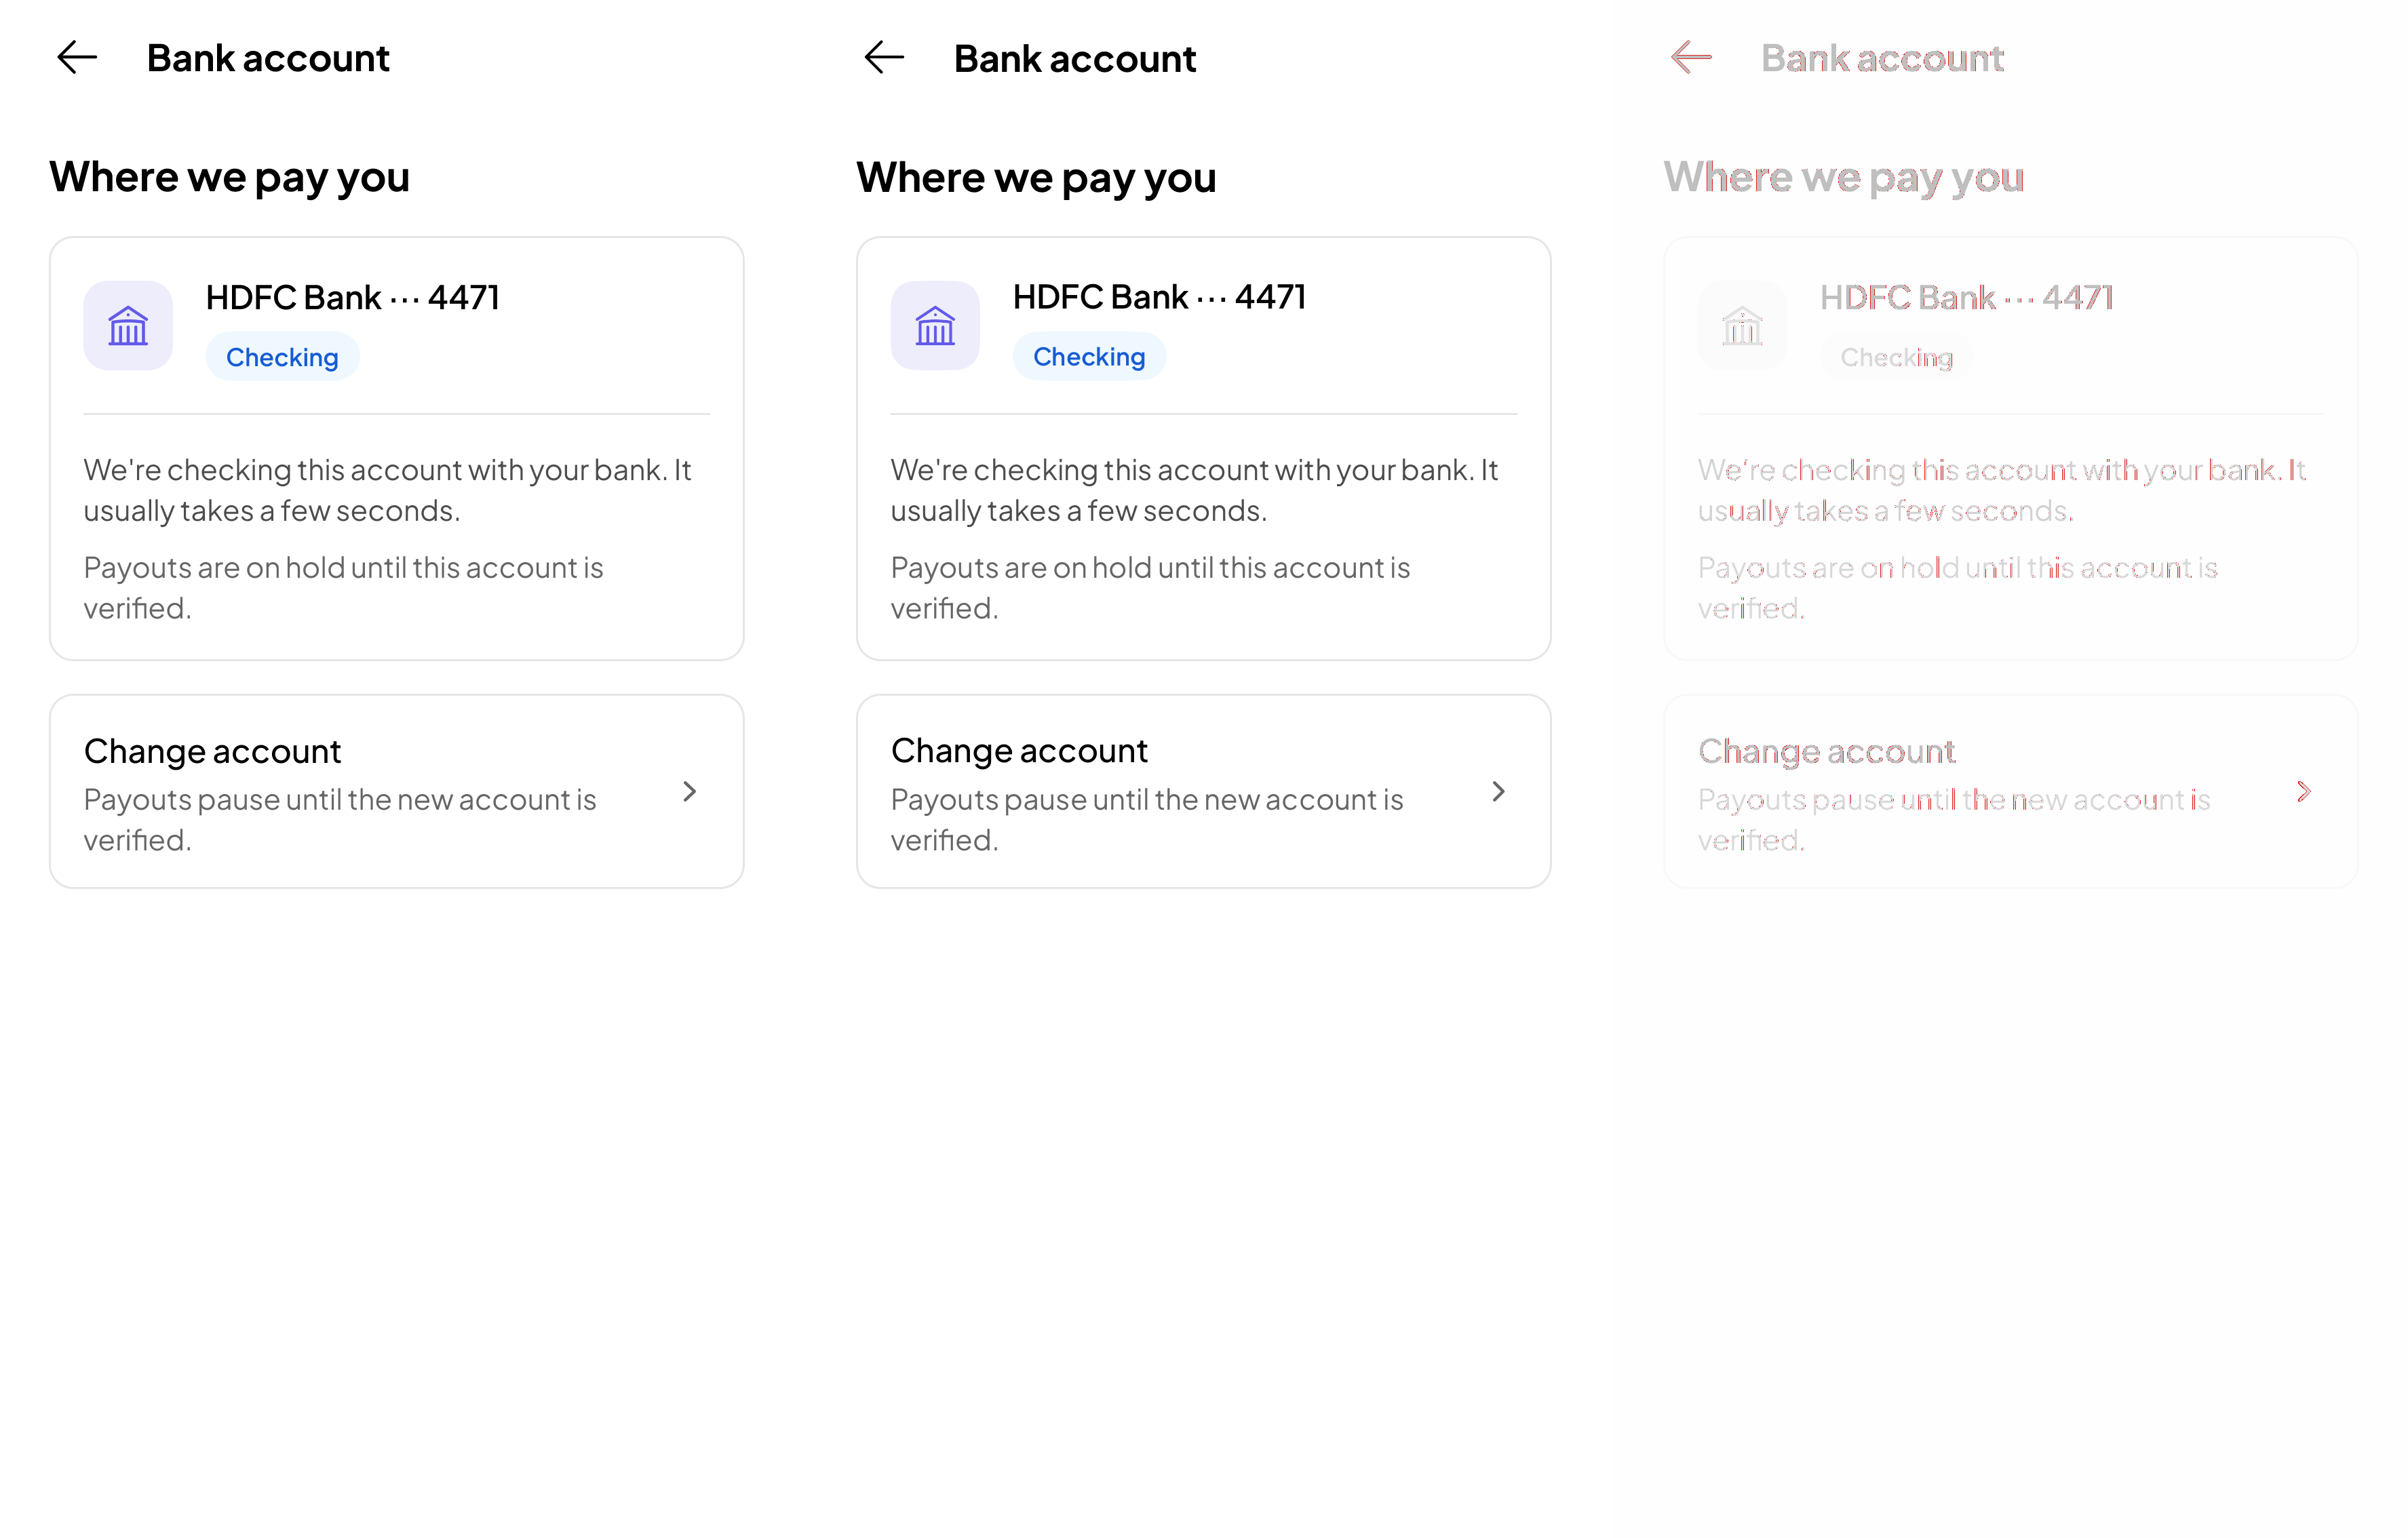 Bank account
Where we pay you
HDFC Bank ··· 4471
Checking
We're checking this account with your bank. It
usually takes a few seconds.
Payouts are on hold until this account is
verified.
Change account
Payouts pause until the new account is
verified.
Bank account
Where we pay you
HDFC Bank ··· 4471
Checking
We're checking this account with your bank. It
usually takes a few seconds.
Payouts are on hold until this account is
verified.
Change account
Payouts pause until the new account is
verified.
Bank account
Where we pay you
HDFC Bank ··· 4471
Checking
We're checking this account with your bank. It
usually takes a few seconds.
Payouts are on hold until this account is
verified.
Change account
Payouts pause until the new account is
verified.